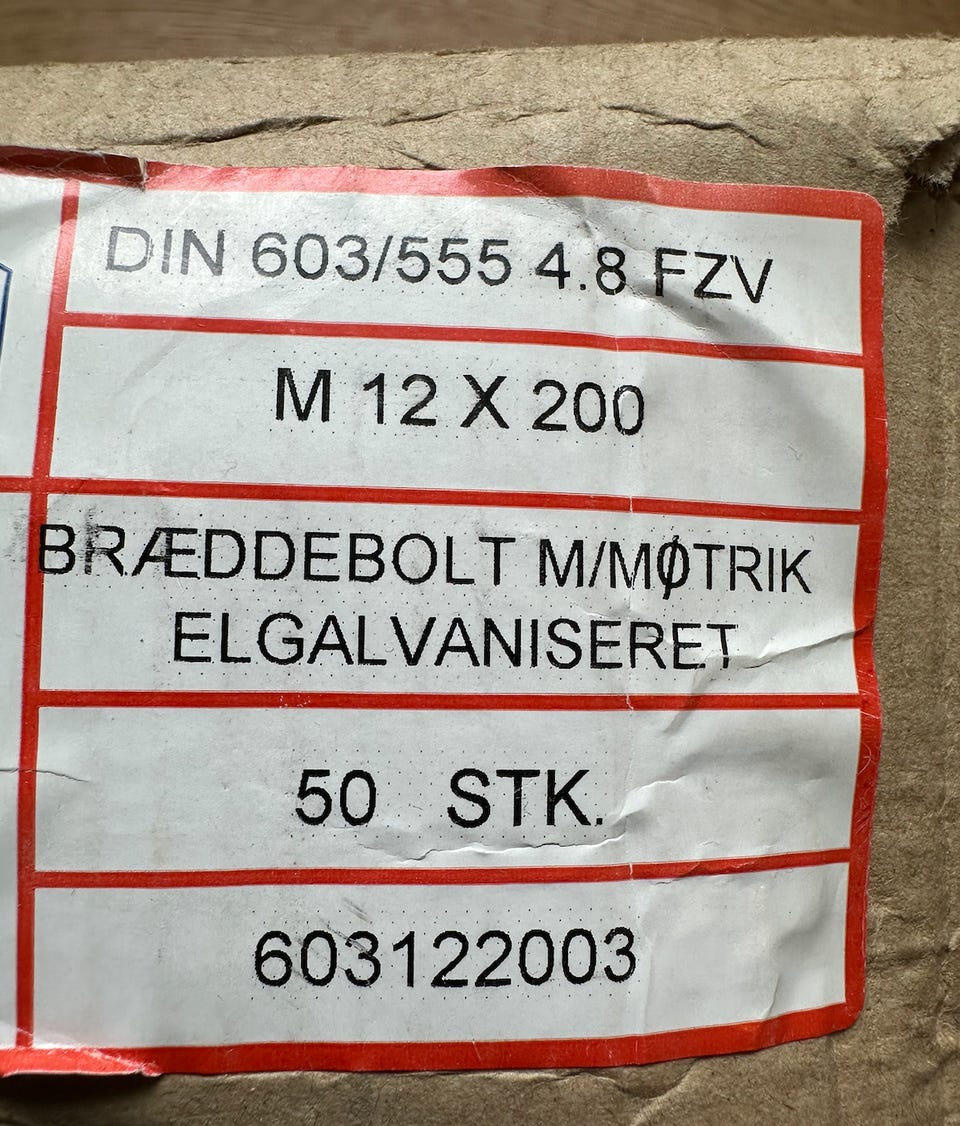 DIN 603/555 4.8 FZV
M 12 X 200
BRÆDDEBOLT M/MØTRIK
ELGALVANISERET
50 STK.
603122003